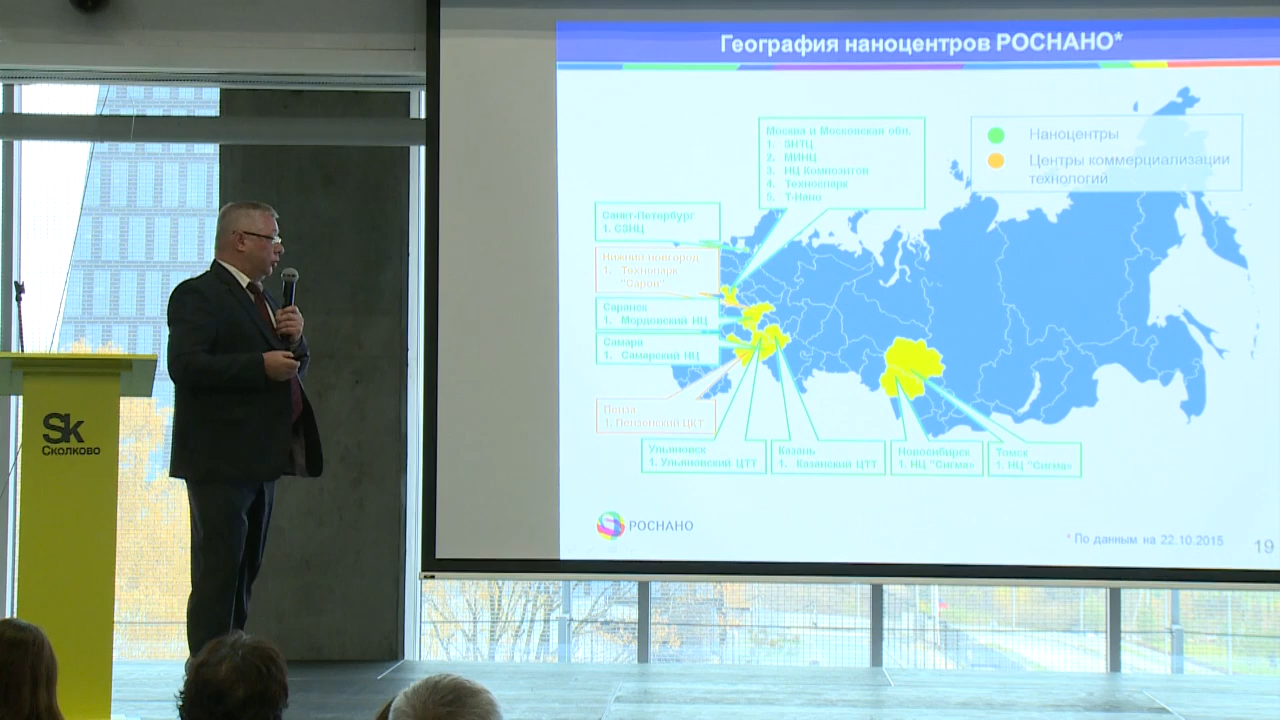 География наноцентров РОСНАНО*
Москва и Московская обл.
1. ЗНТЦ
2. МИНЦ
3. НЦ Композитов
4. Техноспарк
5. Т-Нано
Наноцентры
Центры коммерциализации
технологий
Санкт-Петербург
1. СЗНЦ
Нижний новгород
1. Технопарк
"Саров"
Саранск
1. Мордовский НЦ
Самара
1. Самарский НЦ
Пенза
1. Пензенский ЦКТ
Ульяновск
1. Ульяновский ЦТТ
Казань
1. Казанский ЦТТ
Новосибирск
1. НЦ "Сигма»
Томск
1. НЦ "Сигма»
РОСНАНО
* По данным на 22.10.2015
19
Sk
Сколково